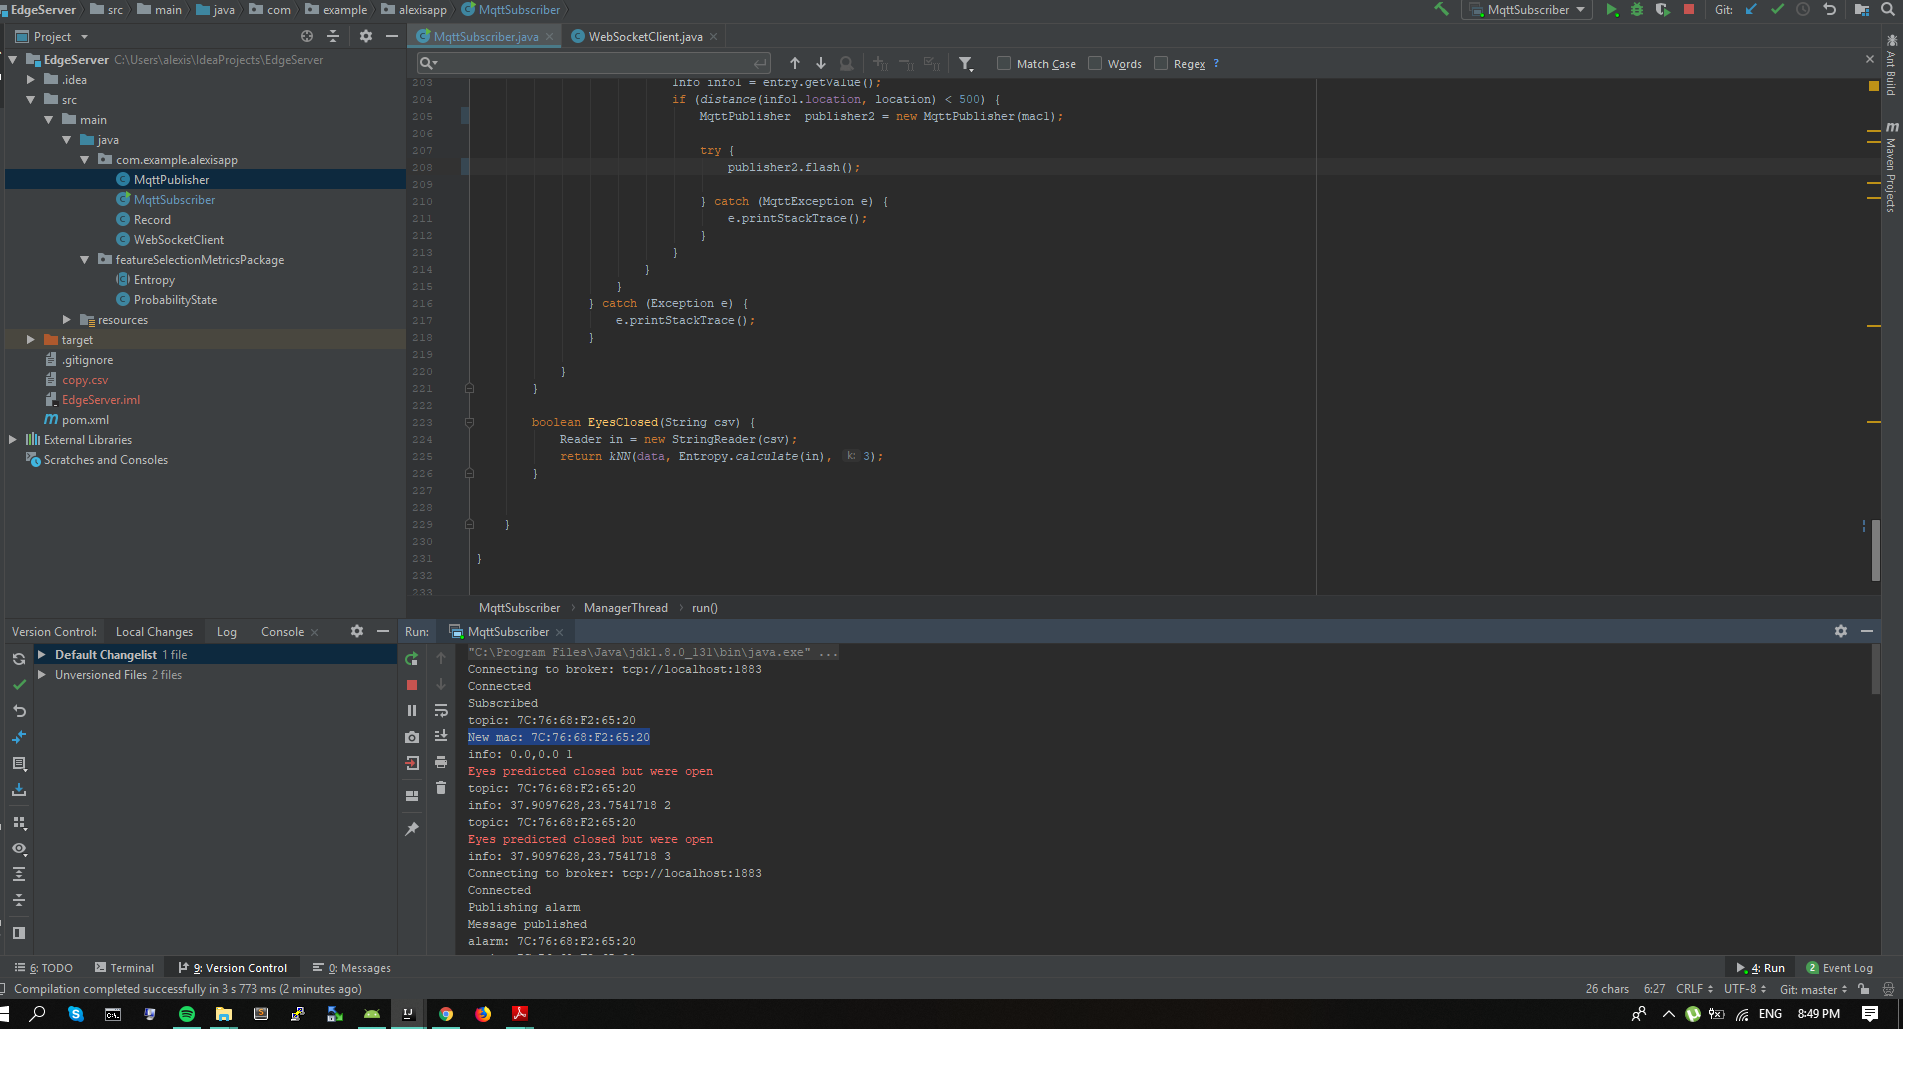 EdgeServer src main java com example alexisapp MqttSubscriber
MqttSubscriber Git:
Project
MqttSubscriber.java WebSocketClient.java
Match Case Words Regex ?
EdgeServer C:\Users\alexis\IdeaProjects\EdgeServer
.idea
src
main
java
com.example.alexisapp
MqttPublisher
MqttSubscriber
Record
WebSocketClient
featureSelectionMetricsPackage
Entropy
ProbabilityState
resources
target
.gitignore
copy.csv
EdgeServer.iml
pom.xml
External Libraries
Scratches and Consoles
203 Info info1 = entry.getValue();
204 if (distance(info1.location, location) < 500) {
205 MqttPublisher publisher2 = new MqttPublisher(mac1);
206
207 try {
208 publisher2.flash();
209
210 } catch (MqttException e) {
211 e.printStackTrace();
212 }
213 }
214 }
215 }
216 } catch (Exception e) {
217 e.printStackTrace();
218 }
219
220 }
221 }
222
223 boolean EyesClosed(String csv) {
224 Reader in = new StringReader(csv);
225 return kNN(data, Entropy.calculate(in), k: 3);
226 }
227
228
229 }
230
231 }
232
233
Ant Build
Maven Projects
MqttSubscriber ManagerThread run()
Version Control: Local Changes Log Console
Default Changelist 1 file
Unversioned Files 2 files
Run: MqttSubscriber
"C:\Program Files\Java\jdk1.8.0_131\bin\java.exe" ...
Connecting to broker: tcp://localhost:1883
Connected
Subscribed
topic: 7C:76:68:F2:65:20
New mac: 7C:76:68:F2:65:20
info: 0.0,0.0 1
Eyes predicted closed but were open
topic: 7C:76:68:F2:65:20
info: 37.9097628,23.7541718 2
topic: 7C:76:68:F2:65:20
Eyes predicted closed but were open
info: 37.9097628,23.7541718 3
Connecting to broker: tcp://localhost:1883
Connected
Publishing alarm
Message published
alarm: 7C:76:68:F2:65:20
6: TODO Terminal 9: Version Control 0: Messages
4: Run 2 Event Log
Compilation completed successfully in 3 s 773 ms (2 minutes ago)
26 chars 6:27 CRLF UTF-8 Git: master
ENG 8:49 PM